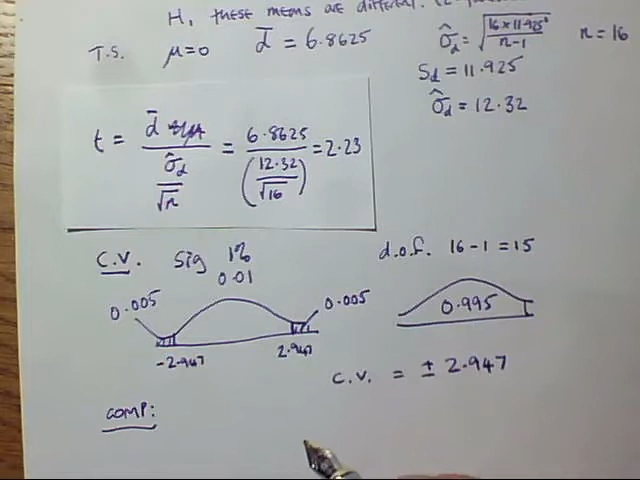 H, these means are different. (2-
T.S. μ=0 d̄ = 6.8625 σ̂d = √(16×11.925²/n-1) n = 16
Sd = 11.925
σ̂d = 12.32
t = d̄/(σ̂d/√n) = 6.8625/(12.32/√16) = 2.23
C.V. Sig 1% d.o.f. 16-1 = 15
0.01
0.005 0.005 0.995
-2.947 2.947
C.V. = ± 2.947
COMP: